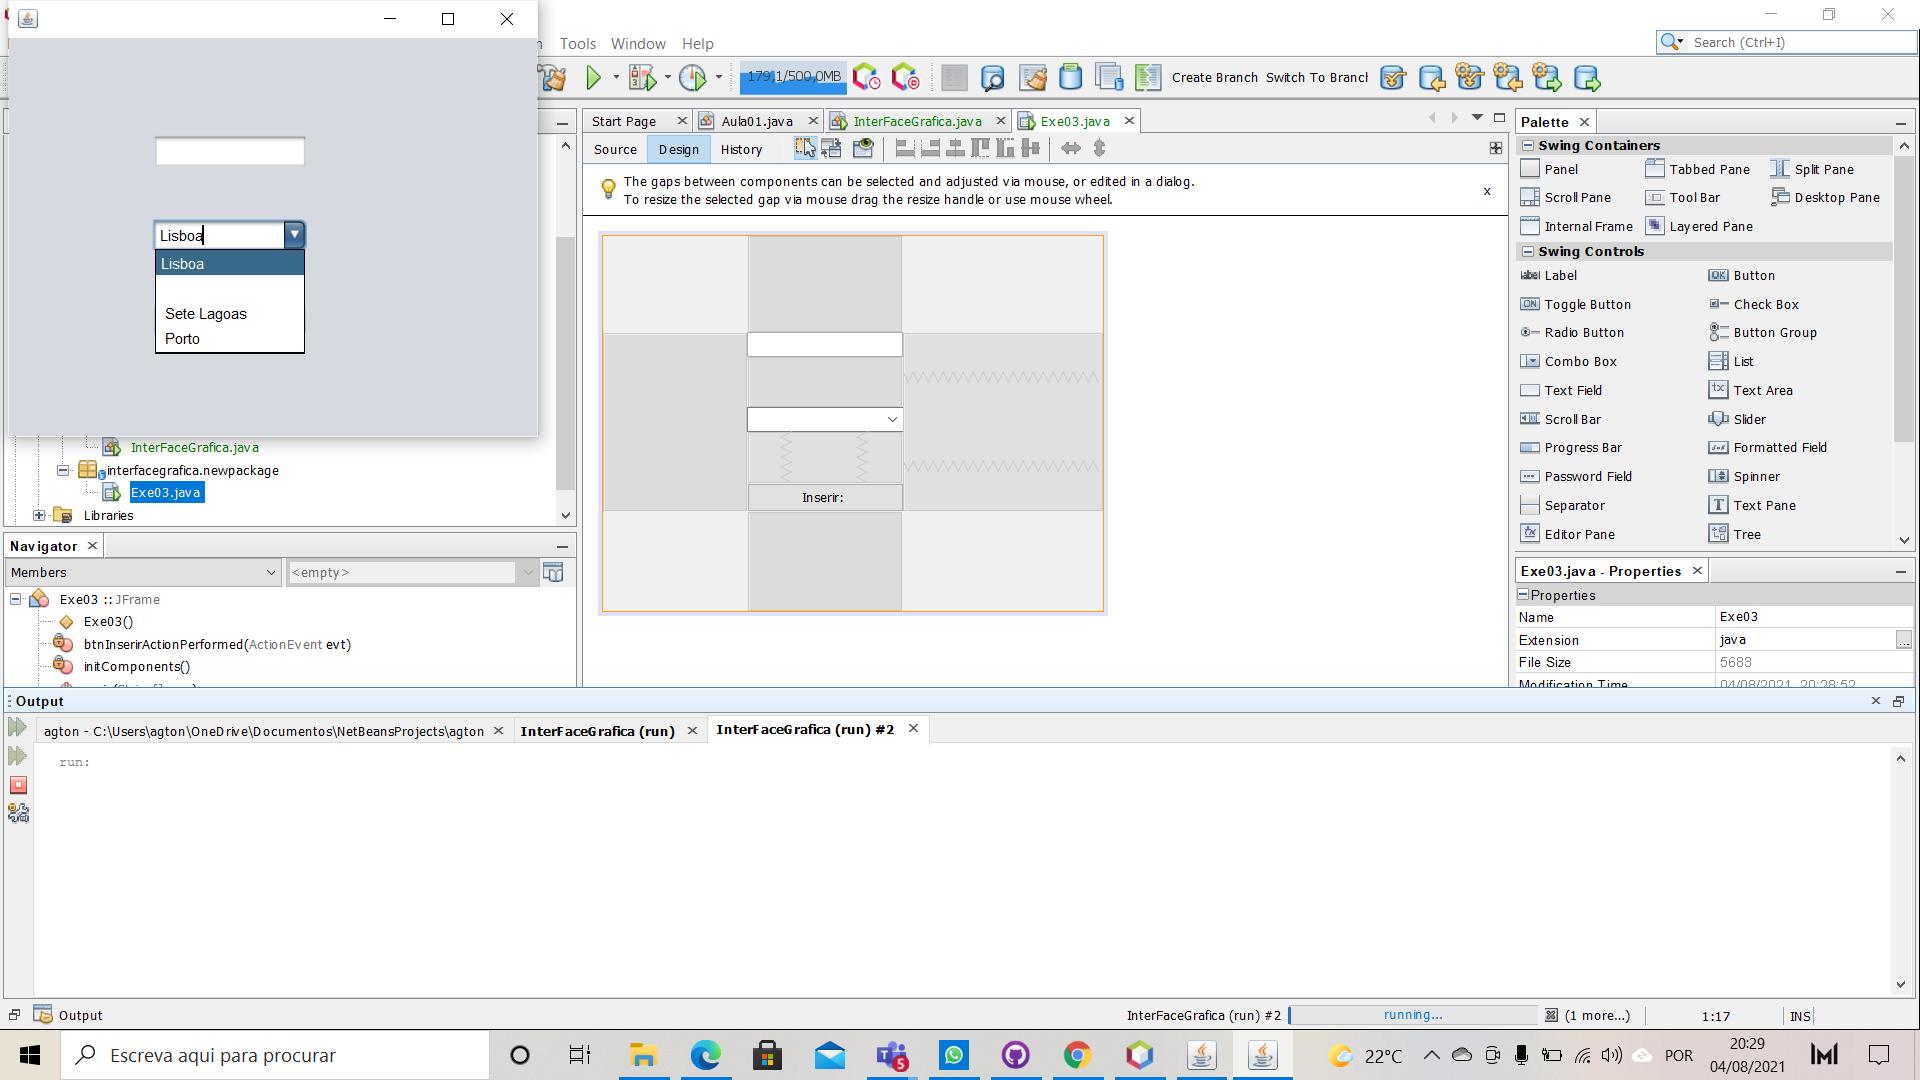 Tools Window Help
Search (Ctrl+I)
179,1/500,0MB
Create Branch Switch To Branch
Lisboa
Lisboa
Sete Lagoas
Porto
Start Page
Aula01.java
InterFaceGrafica.java
Exe03.java
Source Design History
The gaps between components can be selected and adjusted via mouse, or edited in a dialog.
To resize the selected gap via mouse drag the resize handle or use mouse wheel.
x
Inserir:
Palette
Swing Containers
Panel Tabbed Pane Split Pane
Scroll Pane Tool Bar Desktop Pane
Internal Frame Layered Pane
Swing Controls
Label Button
Toggle Button Check Box
Radio Button Button Group
Combo Box List
Text Field Text Area
Scroll Bar Slider
Progress Bar Formatted Field
Password Field Spinner
Separator Text Pane
Editor Pane Tree
InterFaceGrafica.java
interfacegrafica.newpackage
Exe03.java
Libraries
Navigator
Members
<empty>
Exe03 :: JFrame
Exe03()
btnInserirActionPerformed(ActionEvent evt)
initComponents()
Exe03.java - Properties
Properties
Name Exe03
Extension java
...
File Size 5683
Modification Time 04/08/2021, 20:28:52
Output
agton - C:\Users\agton\OneDrive\Documentos\NetBeansProjects\agton
InterFaceGrafica (run)
InterFaceGrafica (run) #2
run:
Output
InterFaceGrafica (run) #2
running...
(1 more...)
1:17
INS
Escreva aqui para procurar
5
22°C
POR
20:29
04/08/2021